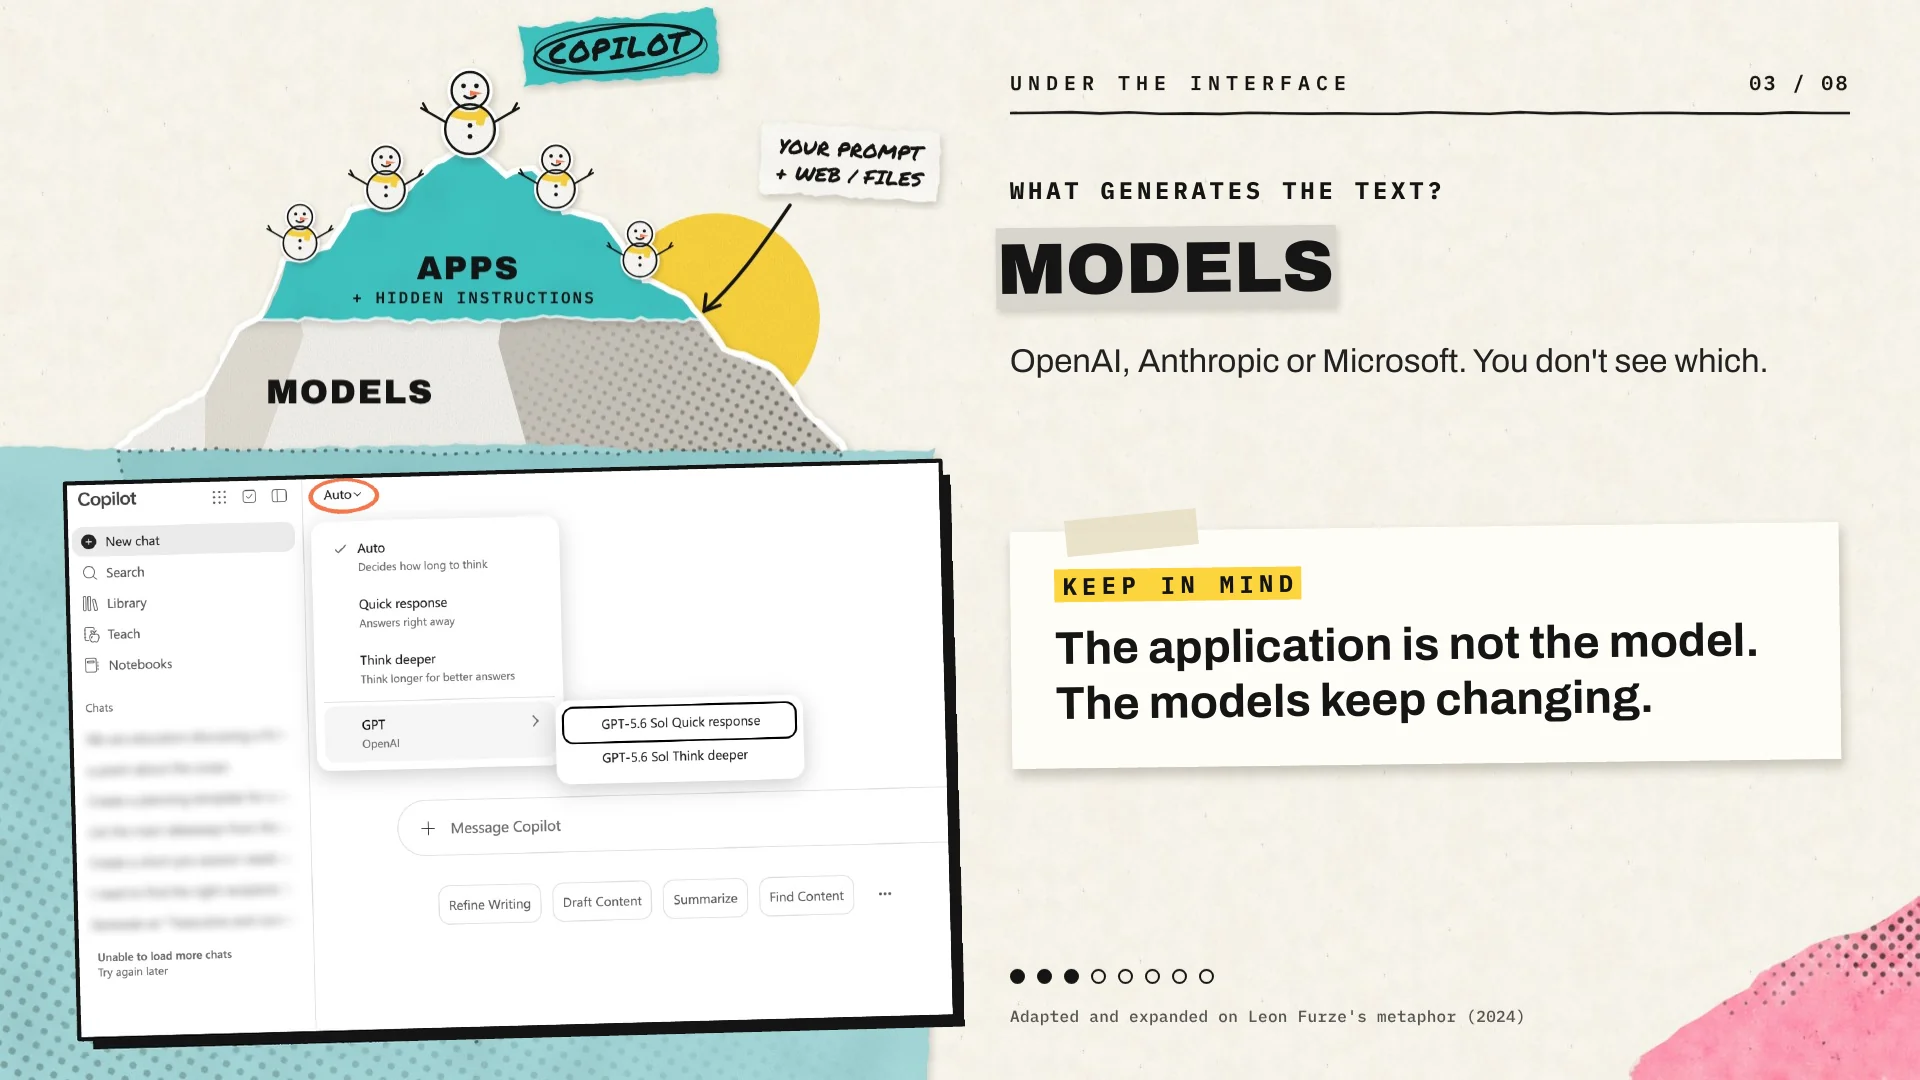 COPILOT
YOUR PROMPT
+ WEB / FILES
APPS
+ HIDDEN INSTRUCTIONS
MODELS
Copilot
New chat
Search
Library
Teach
Notebooks
Chats
Unable to load more chats
Try again later
Auto
Auto
Decides how long to think
Quick response
Answers right away
Think deeper
Think longer for better answers
GPT
OpenAI
GPT-5.6 Sol Quick response
GPT-5.6 Sol Think deeper
Message Copilot
Refine Writing
Draft Content
Summarize
Find Content
UNDER THE INTERFACE
03 / 08
WHAT GENERATES THE TEXT?
MODELS
OpenAI, Anthropic or Microsoft. You don't see which.
KEEP IN MIND
The application is not the model.
The models keep changing.
Adapted and expanded on Leon Furze's metaphor (2024)